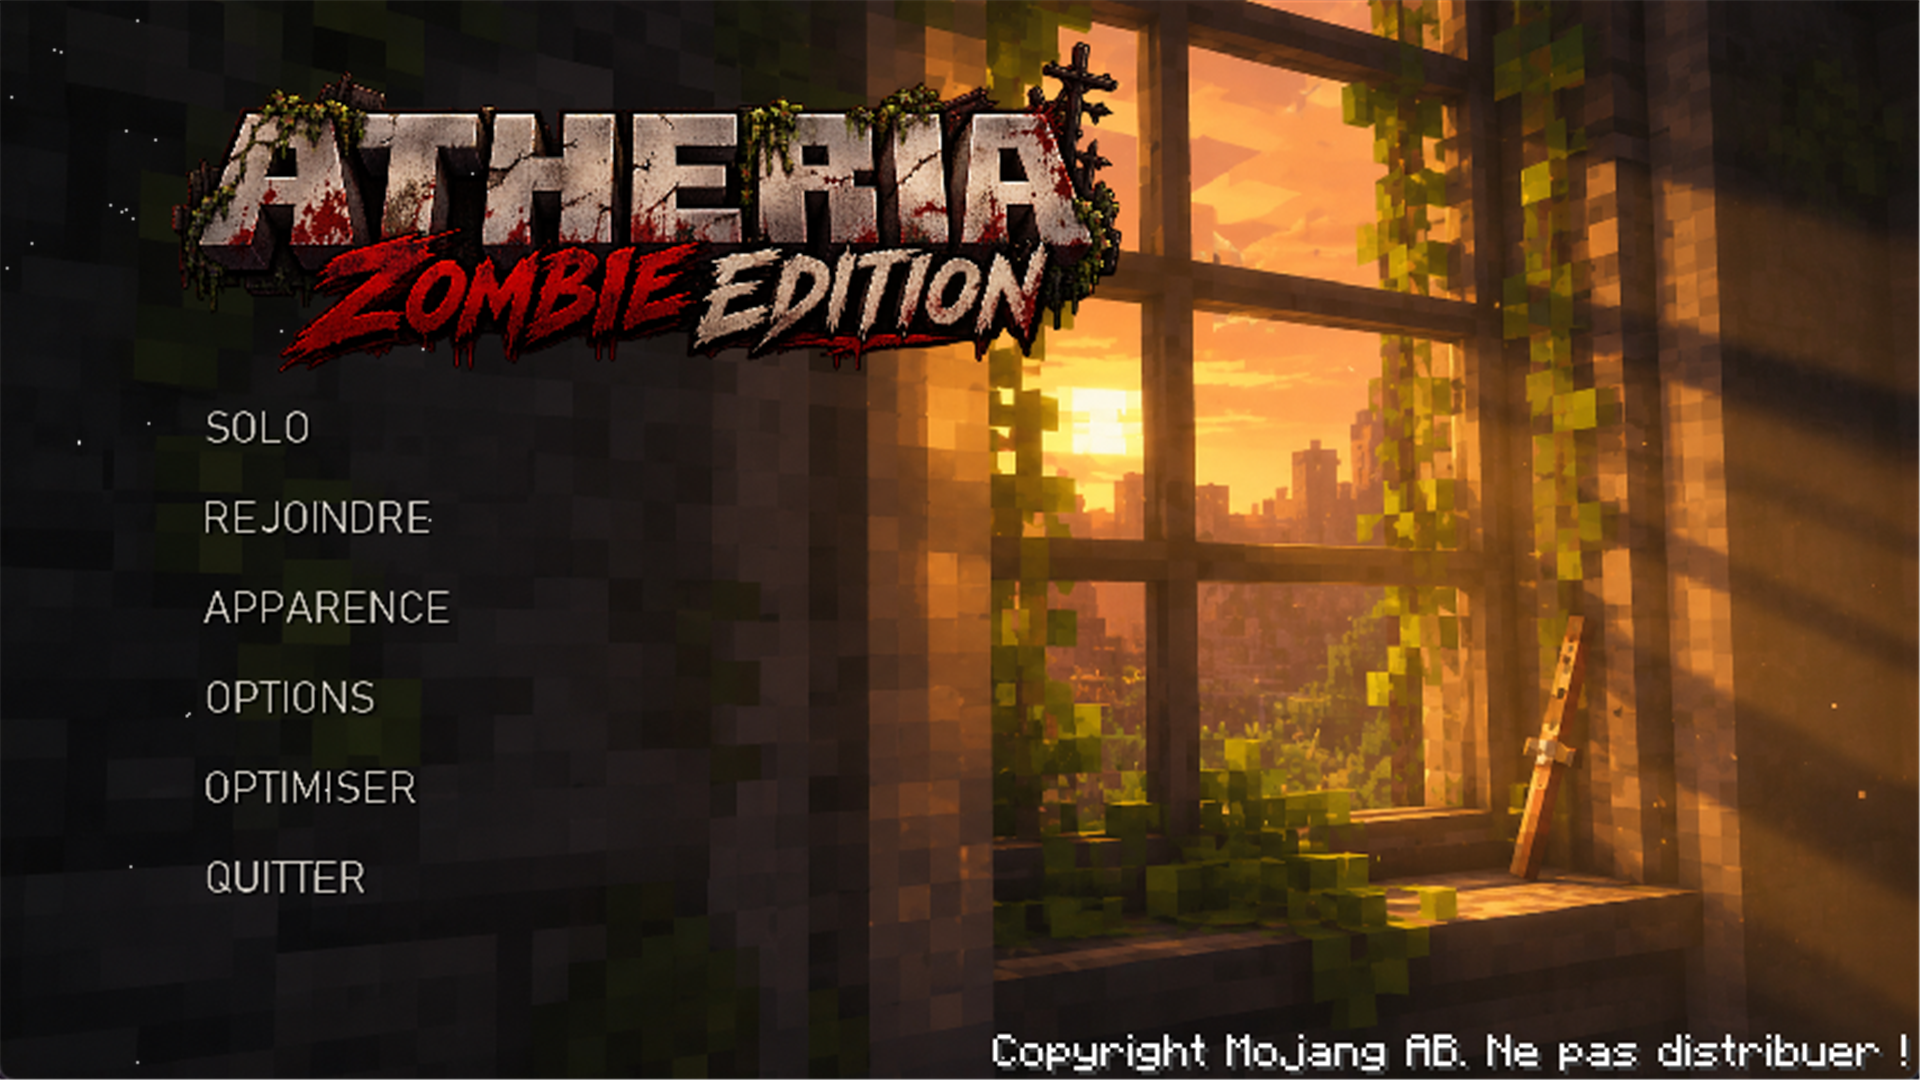 ATHERIA
ZOMBIE EDITION
SOLO
REJOINDRE
APPARENCE
OPTIONS
OPTIMISER
QUITTER
Copyright Mojang AB. Ne pas distribuer !